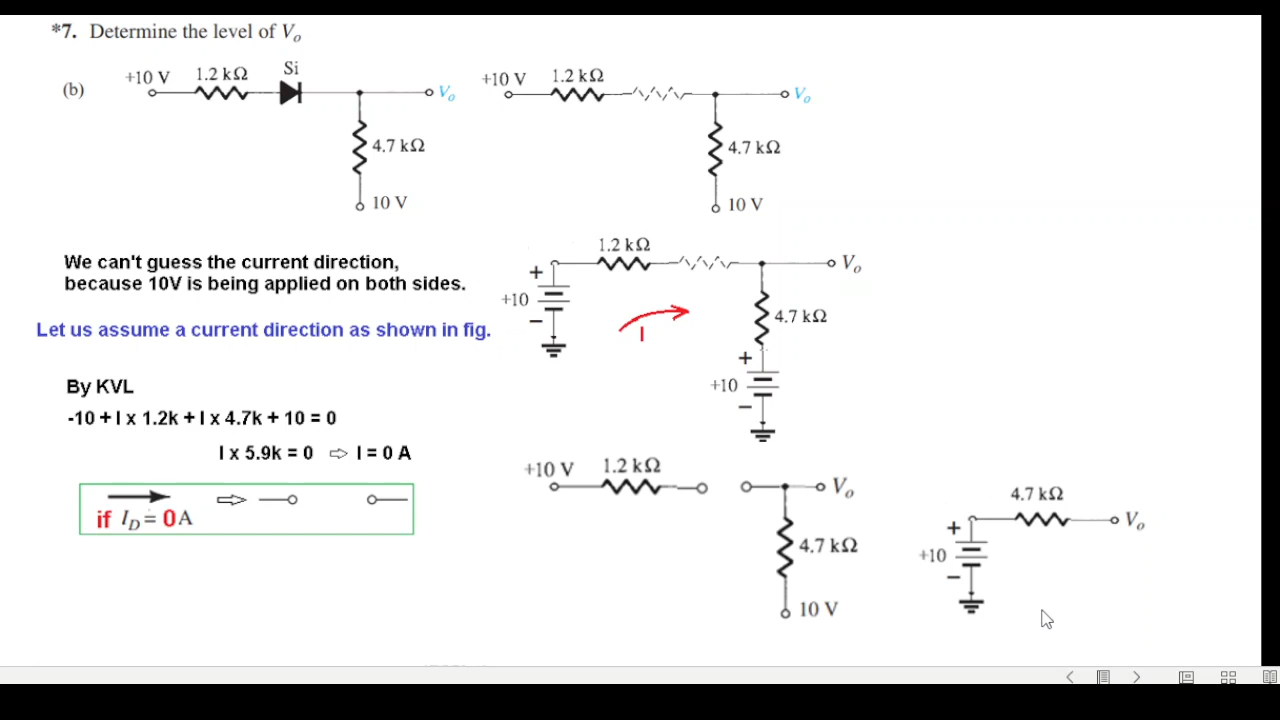 *7. Determine the level of Vo
(b)
+10 V 1.2 kΩ Si
Vo
4.7 kΩ
10 V
+10 V 1.2 kΩ
Vo
4.7 kΩ
10 V
We can't guess the current direction,
because 10V is being applied on both sides.
Let us assume a current direction as shown in fig.
1.2 kΩ
+
+10
−
I
Vo
4.7 kΩ
+
+10
−
By KVL
-10 + I x 1.2k + I x 4.7k + 10 = 0
I x 5.9k = 0 ⇨ I = 0 A
if ID = 0 A ⇨
+10 V 1.2 kΩ
Vo
4.7 kΩ
10 V
4.7 kΩ
+
+10
−
Vo